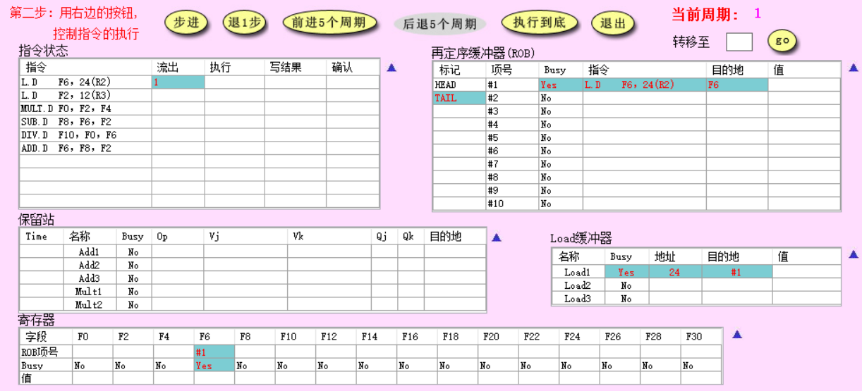 第二步：用右边的按钮，
控制指令的执行
步进 退1步 前进5个周期 后退5个周期 执行到底 退出
当前周期： 1
转移至 go
指令状态
指令 流出 执行 写结果 确认
L.D F6, 24(R2) 1
L.D F2, 12(R3)
MULT.D F0, F2, F4
SUB.D F8, F6, F2
DIV.D F10, F0, F6
ADD.D F6, F8, F2
再定序缓冲器(ROB)
标记 项号 Busy 指令 目的地 值
HEAD #1 Yes L.D F6, 24(R2) F6
TAIL #2 No
#3 No
#4 No
#5 No
#6 No
#7 No
#8 No
#9 No
#10 No
保留站
Time 名称 Busy Op Vj Vk Qj Qk 目的地
Add1 No
Add2 No
Add3 No
Mult1 No
Mult2 No
Load缓冲器
名称 Busy 地址 目的地 值
Load1 Yes 24 #1
Load2 No
Load3 No
寄存器
字段 F0 F2 F4 F6 F8 F10 F12 F14 F16 F18 F20 F22 F24 F26 F28 F30
ROB项号 #1
Busy No No No Yes No No No No No No No No No No No No
值